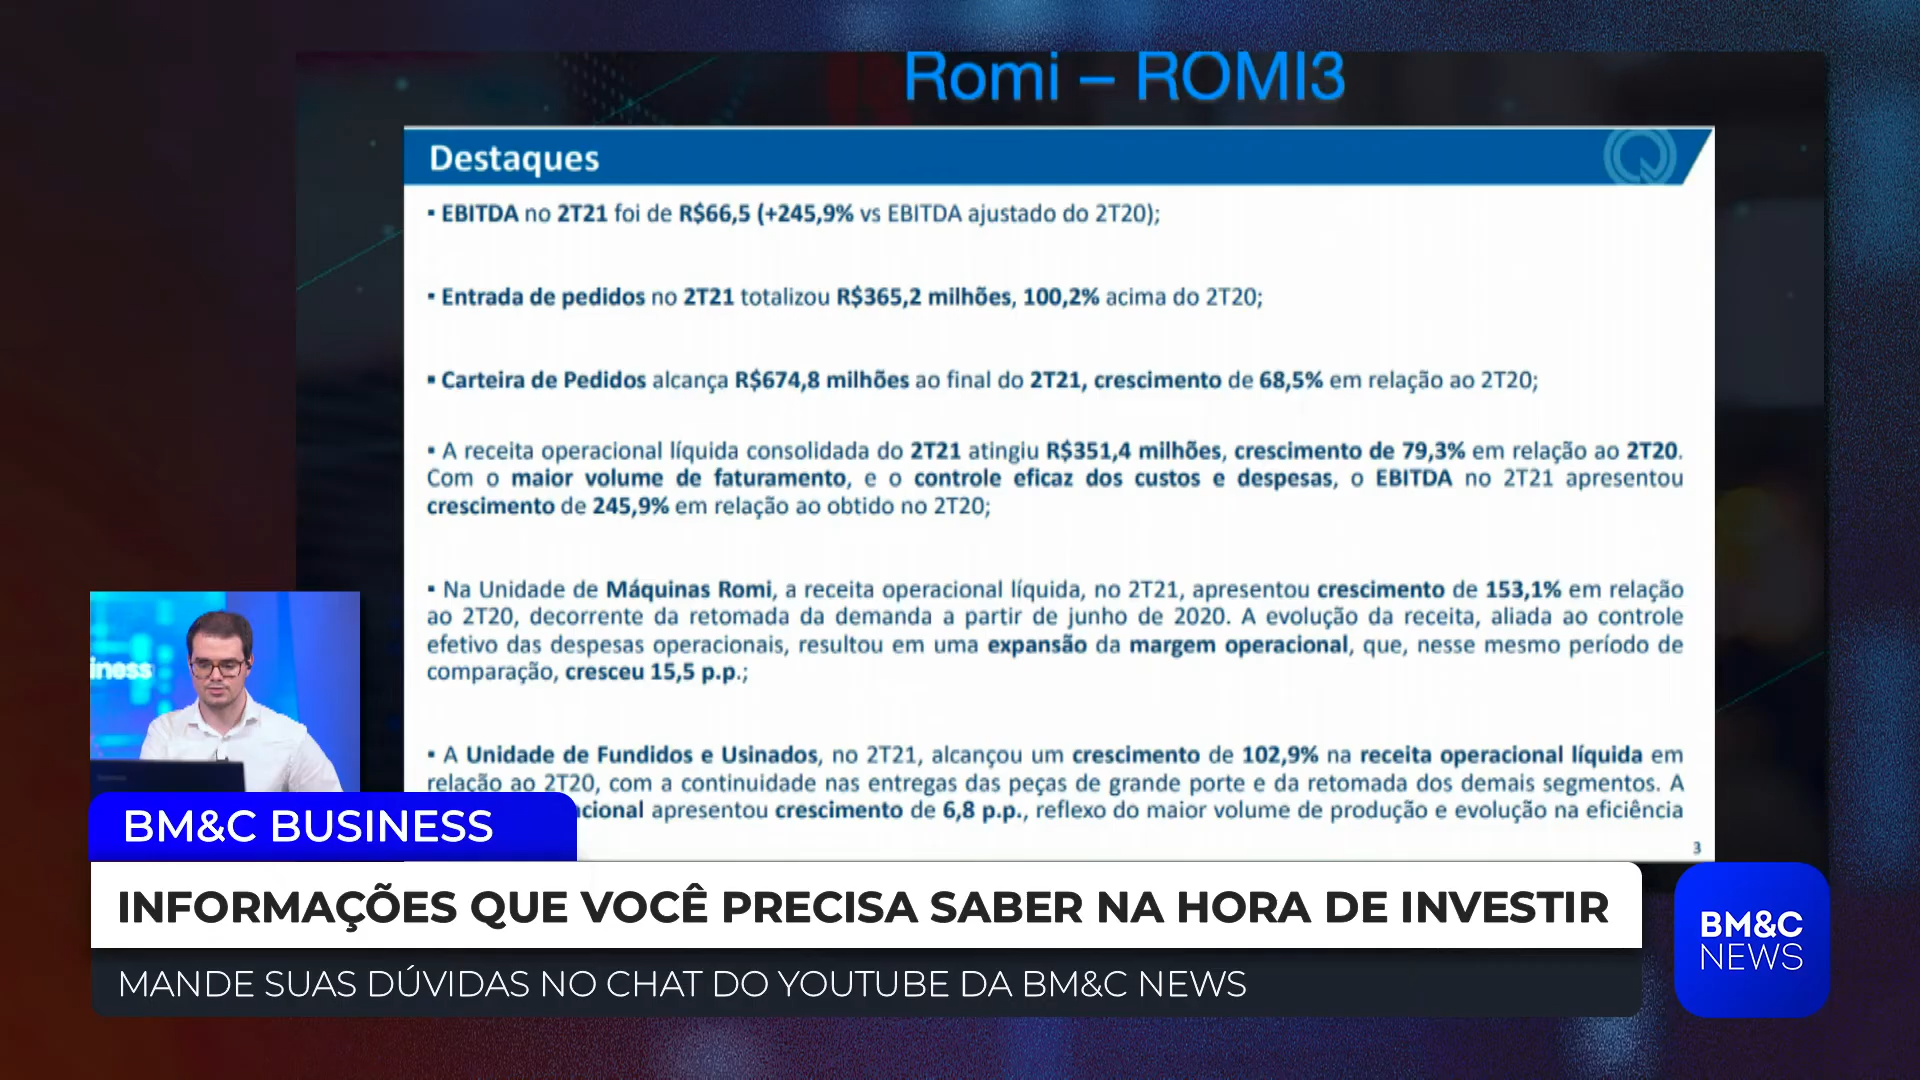 Romi – ROMI3
Destaques
▪ EBITDA no 2T21 foi de R$66,5 (+245,9% vs EBITDA ajustado do 2T20);
▪ Entrada de pedidos no 2T21 totalizou R$365,2 milhões, 100,2% acima do 2T20;
▪ Carteira de Pedidos alcança R$674,8 milhões ao final do 2T21, crescimento de 68,5% em relação ao 2T20;
▪ A receita operacional líquida consolidada do 2T21 atingiu R$351,4 milhões, crescimento de 79,3% em relação ao 2T20.
Com o maior volume de faturamento, e o controle eficaz dos custos e despesas, o EBITDA no 2T21 apresentou
crescimento de 245,9% em relação ao obtido no 2T20;
▪ Na Unidade de Máquinas Romi, a receita operacional líquida, no 2T21, apresentou crescimento de 153,1% em relação
ao 2T20, decorrente da retomada da demanda a partir de junho de 2020. A evolução da receita, aliada ao controle
efetivo das despesas operacionais, resultou em uma expansão da margem operacional, que, nesse mesmo período de
comparação, cresceu 15,5 p.p.;
▪ A Unidade de Fundidos e Usinados, no 2T21, alcançou um crescimento de 102,9% na receita operacional líquida em
relação ao 2T20, com a continuidade nas entregas das peças de grande porte e da retomada dos demais segmentos. A
cional apresentou crescimento de 6,8 p.p., reflexo do maior volume de produção e evolução na eficiência
3
iness
BM&C BUSINESS
INFORMAÇÕES QUE VOCÊ PRECISA SABER NA HORA DE INVESTIR
MANDE SUAS DÚVIDAS NO CHAT DO YOUTUBE DA BM&C NEWS
BM&C
NEWS